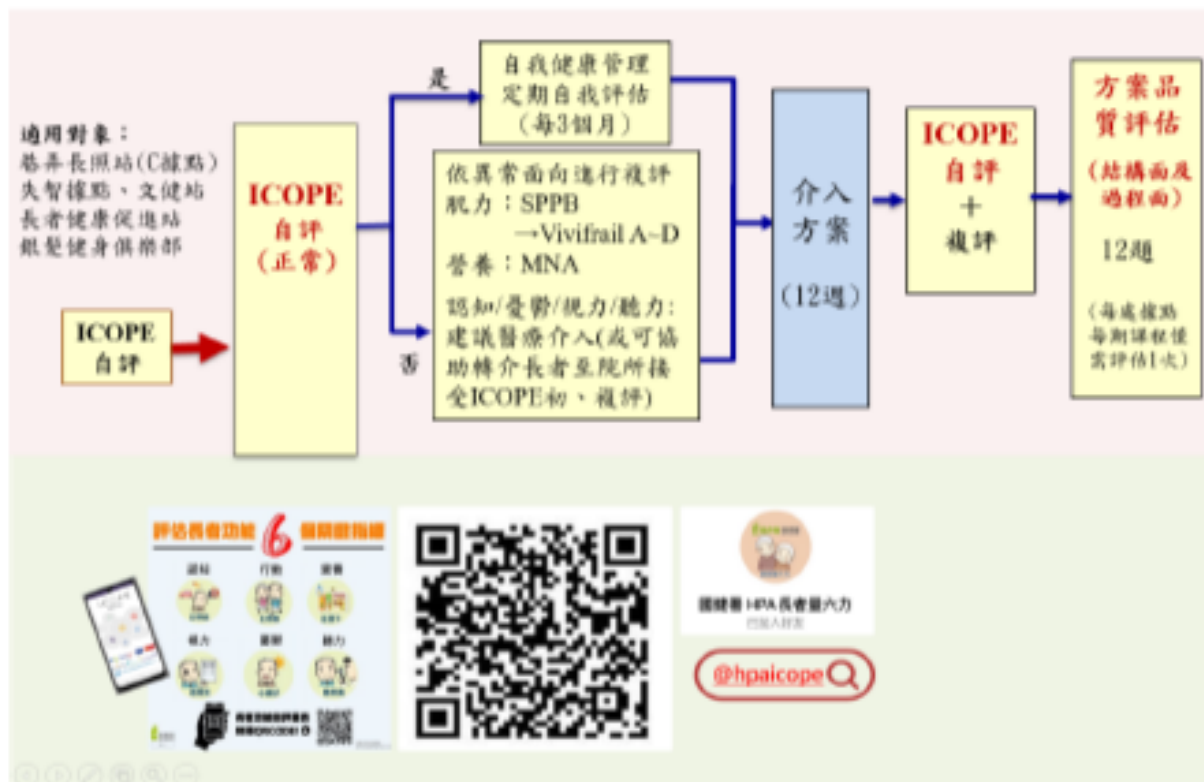 適用對象：
巷弄長照站(C據點)
失智據點、文健站
長者健康促進站
銀髮健身俱樂部
ICOPE
自評
ICOPE
自評
(正常)
是
自我健康管理
定期自我評估
(每3個月)
否
依異常面向進行複評
肌力：SPPB
→Vivifrail A~D
營養：MNA
認知/憂鬱/視力/聽力:
建議醫療介入(或可協
助轉介長者至院所接
受ICOPE初、複評)
介入
方案
(12週)
ICOPE
自評
+
複評
方案品
質評估
(結構面及
過程面)
12題
(每處據點
每期課程僅
需評估1次)
評估長者功能6個關鍵指標
認知
行動
營養
視力
憂鬱
聽力
國健署 HPA 長者量六力
@hpaicope